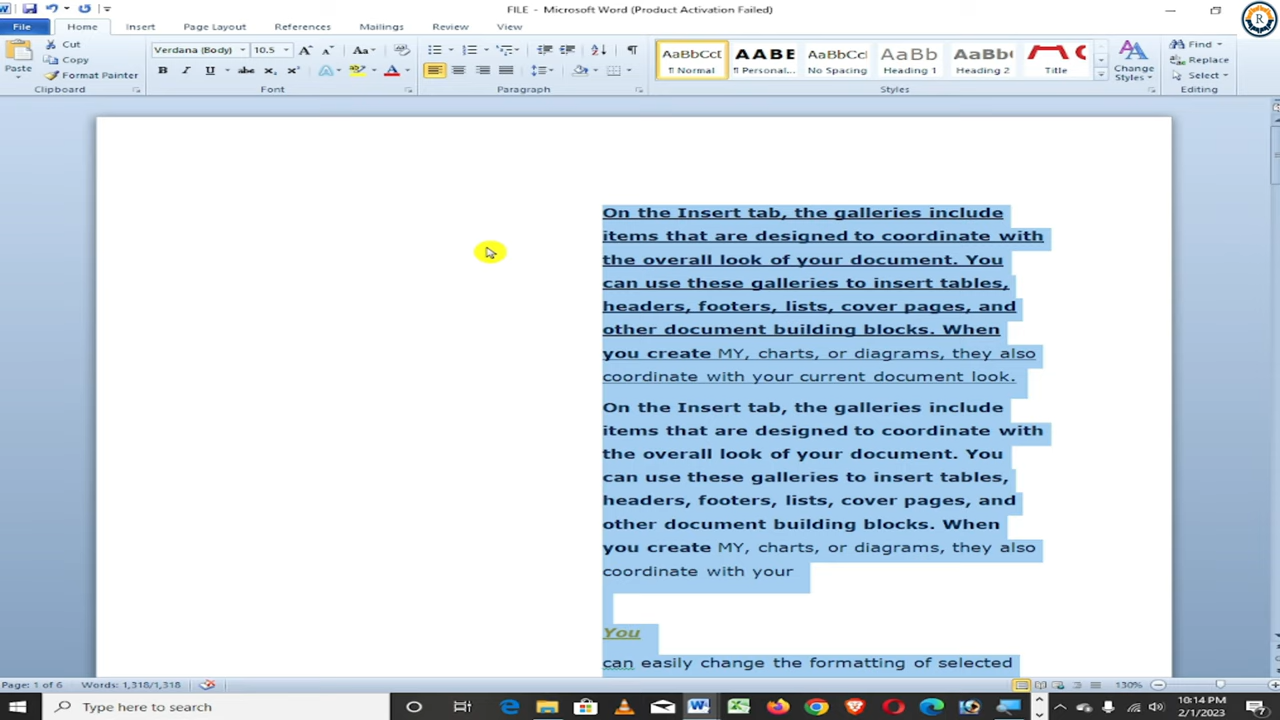 FILE - Microsoft Word (Product Activation Failed)
File Home Insert Page Layout References Mailings Review View
Paste
Cut
Copy
Format Painter
Clipboard
Verdana (Body) 10.5
Font
Paragraph
AaBbCcD AABE AaBbCcD AaBb AaBb
¶ Normal ¶ Personal... No Spacing Heading 1 Heading 2 Title
Change
Styles
Styles
Find
Replace
Select
Editing
R
On the Insert tab, the galleries include
items that are designed to coordinate with
the overall look of your document. You
can use these galleries to insert tables,
headers, footers, lists, cover pages, and
other document building blocks. When
you create MY, charts, or diagrams, they also
coordinate with your current document look.
On the Insert tab, the galleries include
items that are designed to coordinate with
the overall look of your document. You
can use these galleries to insert tables,
headers, footers, lists, cover pages, and
other document building blocks. When
you create MY, charts, or diagrams, they also
coordinate with your
You
can easily change the formatting of selected
Page: 1 of 6 Words: 1,318/1,318 130%
Type here to search
10:14 PM
2/1/2023